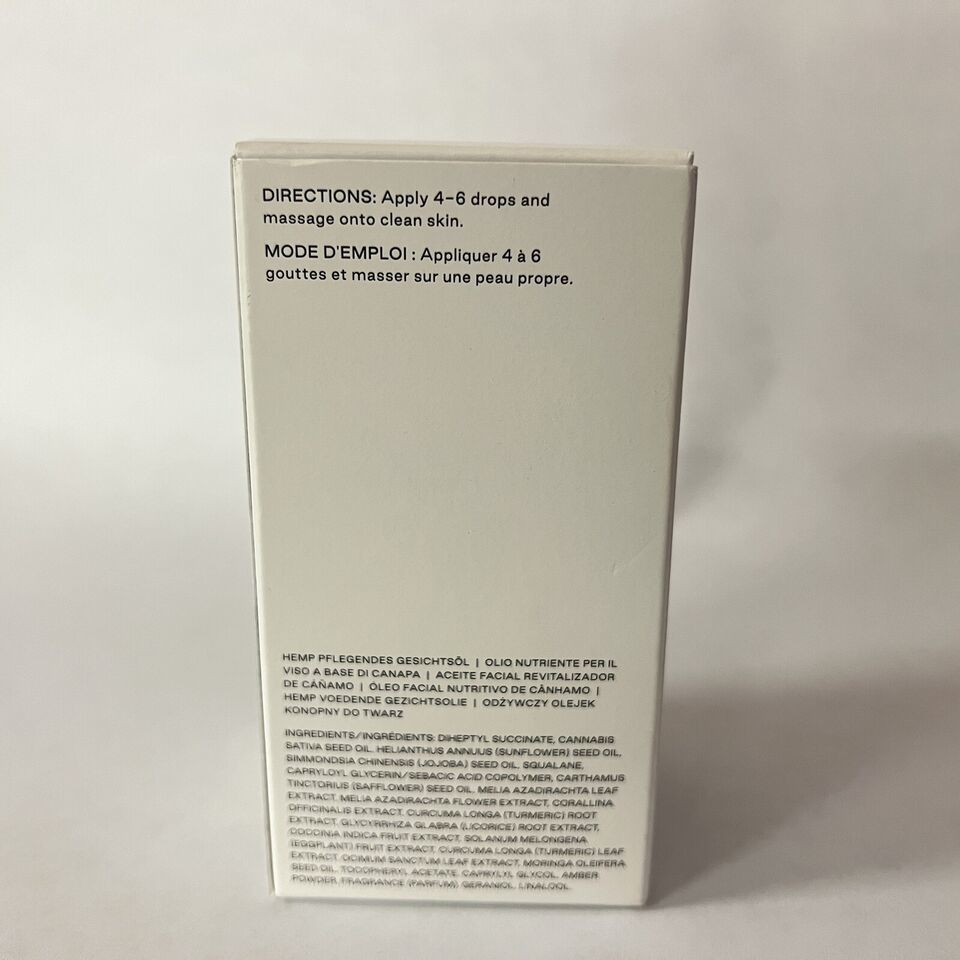 DIRECTIONS: Apply 4–6 drops and
massage onto clean skin.
MODE D'EMPLOI : Appliquer 4 à 6
gouttes et masser sur une peau propre.
HEMP PFLEGENDES GESICHTSÖL | OLIO NUTRIENTE PER IL
VISO A BASE DI CANAPA | ACEITE FACIAL REVITALIZADOR
DE CÁÑAMO | ÓLEO FACIAL NUTRITIVO DE CÂNHAMO |
HEMP VOEDENDE GEZICHTSOLIE | ODŻYWCZY OLEJEK
KONOPNY DO TWARZ
INGREDIENTS/INGRÉDIENTS: DIHEPTYL SUCCINATE, CANNABIS
SATIVA SEED OIL, HELIANTHUS ANNUUS (SUNFLOWER) SEED OIL,
SIMMONDSIA CHINENSIS (JOJOBA) SEED OIL, SQUALANE,
CAPRYLOYL GLYCERIN/SEBACIC ACID COPOLYMER, CARTHAMUS
TINCTORIUS (SAFFLOWER) SEED OIL, MELIA AZADIRACHTA LEAF
EXTRACT, MELIA AZADIRACHTA FLOWER EXTRACT, CORALLINA
OFFICINALIS EXTRACT, CURCUMA LONGA (TURMERIC) ROOT
EXTRACT, GLYCYRRHIZA GLABRA (LICORICE) ROOT EXTRACT,
COCCINIA INDICA FRUIT EXTRACT, SOLANUM MELONGENA
(EGGPLANT) FRUIT EXTRACT, CURCUMA LONGA (TURMERIC) LEAF
EXTRACT, OCIMUM SANCTUM LEAF EXTRACT, MORINGA OLEIFERA
SEED OIL, TOCOPHERYL ACETATE, CAPRYLYL GLYCOL, AMBER
POWDER, FRAGRANCE (PARFUM), GERANIOL, LINALOOL.